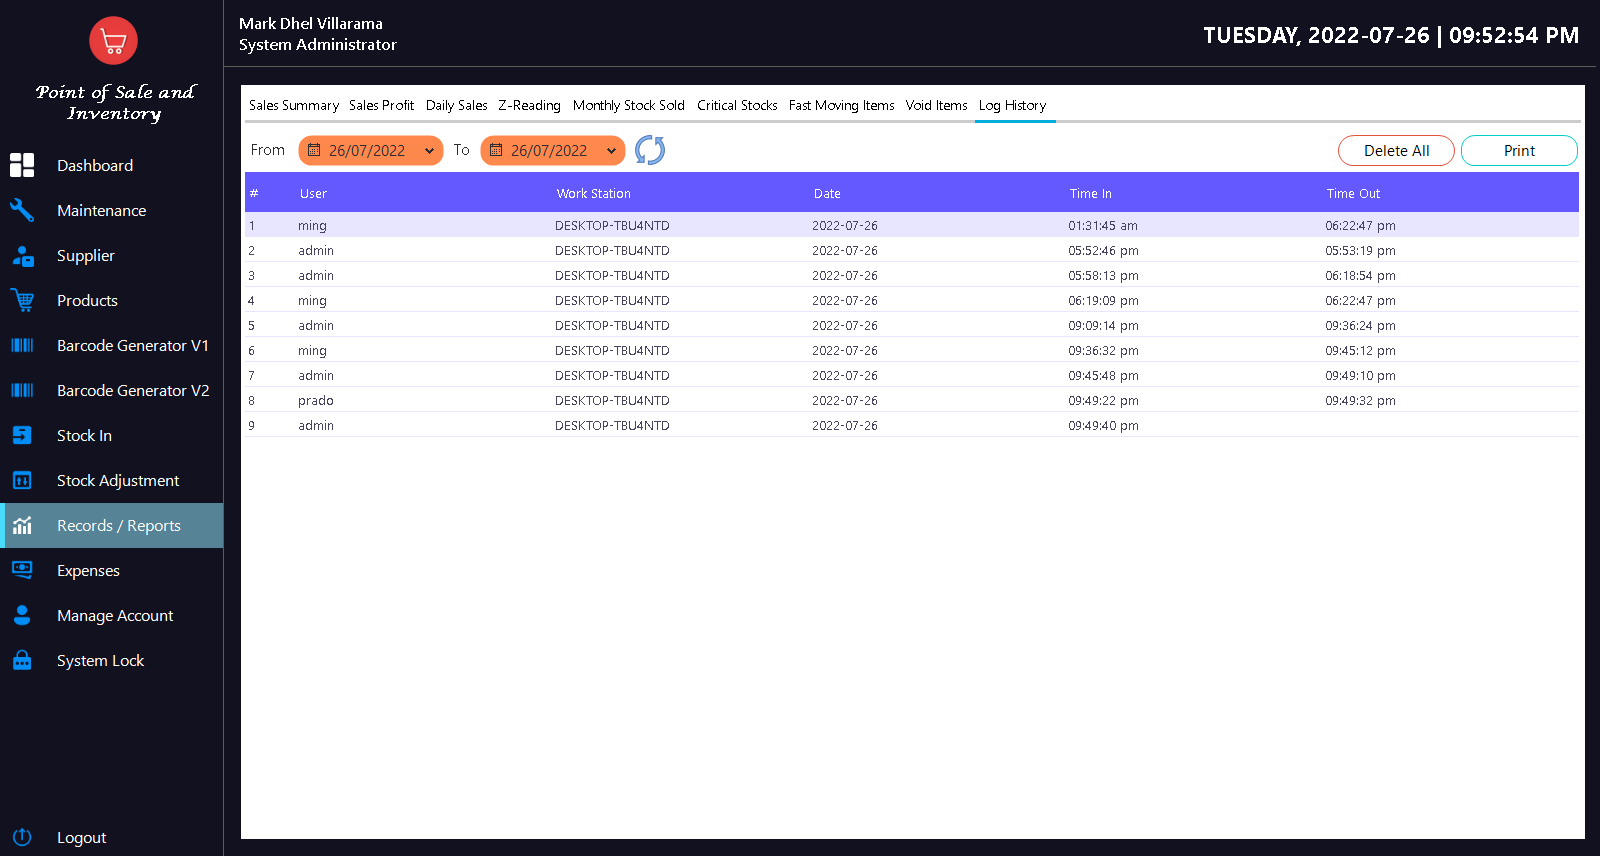 Point of Sale and
Inventory
Dashboard
Maintenance
Supplier
Products
Barcode Generator V1
Barcode Generator V2
Stock In
Stock Adjustment
Records / Reports
Expenses
Manage Account
System Lock
Logout
Mark Dhel Villarama
System Administrator
TUESDAY, 2022-07-26 | 09:52:54 PM
Sales Summary Sales Profit Daily Sales Z-Reading Monthly Stock Sold Critical Stocks Fast Moving Items Void Items Log History
From 26/07/2022 To 26/07/2022 Delete All Print
# User Work Station Date Time In Time Out
1 ming DESKTOP-TBU4NTD 2022-07-26 01:31:45 am 06:22:47 pm
2 admin DESKTOP-TBU4NTD 2022-07-26 05:52:46 pm 05:53:19 pm
3 admin DESKTOP-TBU4NTD 2022-07-26 05:58:13 pm 06:18:54 pm
4 ming DESKTOP-TBU4NTD 2022-07-26 06:19:09 pm 06:22:47 pm
5 admin DESKTOP-TBU4NTD 2022-07-26 09:09:14 pm 09:36:24 pm
6 ming DESKTOP-TBU4NTD 2022-07-26 09:36:32 pm 09:45:12 pm
7 admin DESKTOP-TBU4NTD 2022-07-26 09:45:48 pm 09:49:10 pm
8 prado DESKTOP-TBU4NTD 2022-07-26 09:49:22 pm 09:49:32 pm
9 admin DESKTOP-TBU4NTD 2022-07-26 09:49:40 pm